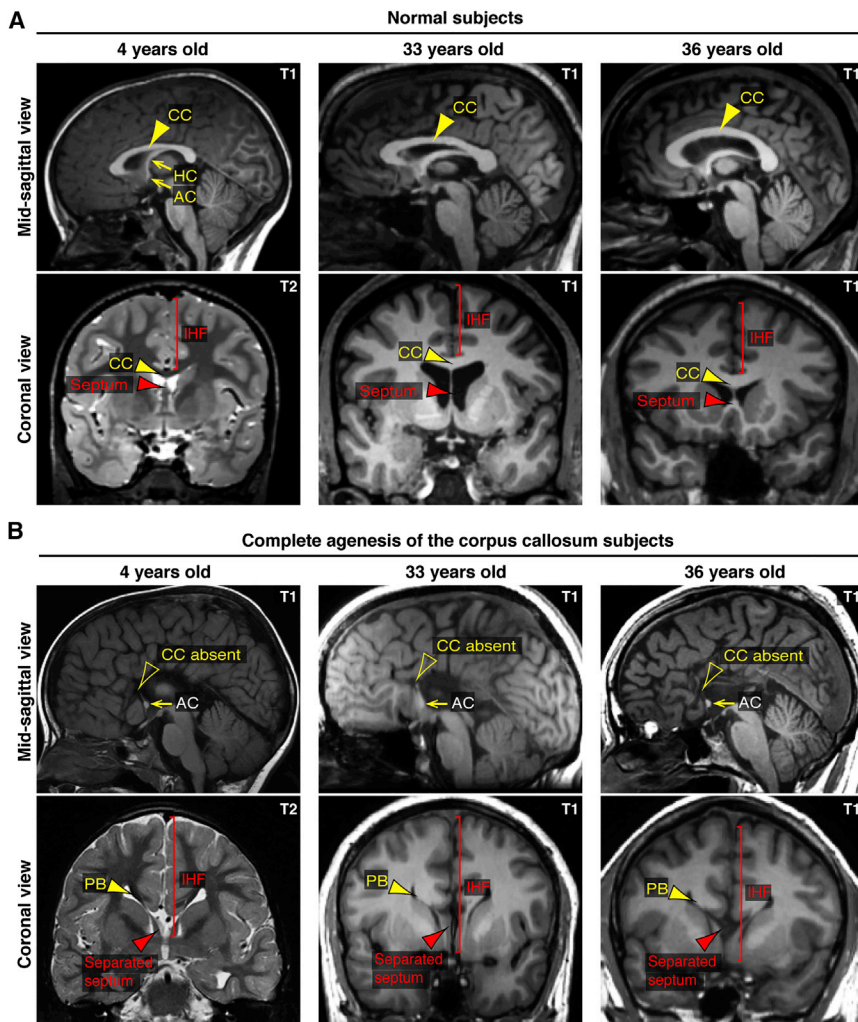 A
Normal subjects
4 years old
33 years old
36 years old
Mid-sagittal view
T1
CC
HC
AC
T1
CC
T1
CC
Coronal view
T2
IHF
CC
Septum
T1
IHF
CC
Septum
T1
IHF
CC
Septum
B
Complete agenesis of the corpus callosum subjects
4 years old
33 years old
36 years old
Mid-sagittal view
T1
CC absent
AC
T1
CC absent
AC
T1
CC absent
AC
Coronal view
T2
PB
IHF
Separated
septum
T1
PB
IHF
Separated
septum
T1
PB
IHF
Separated
septum